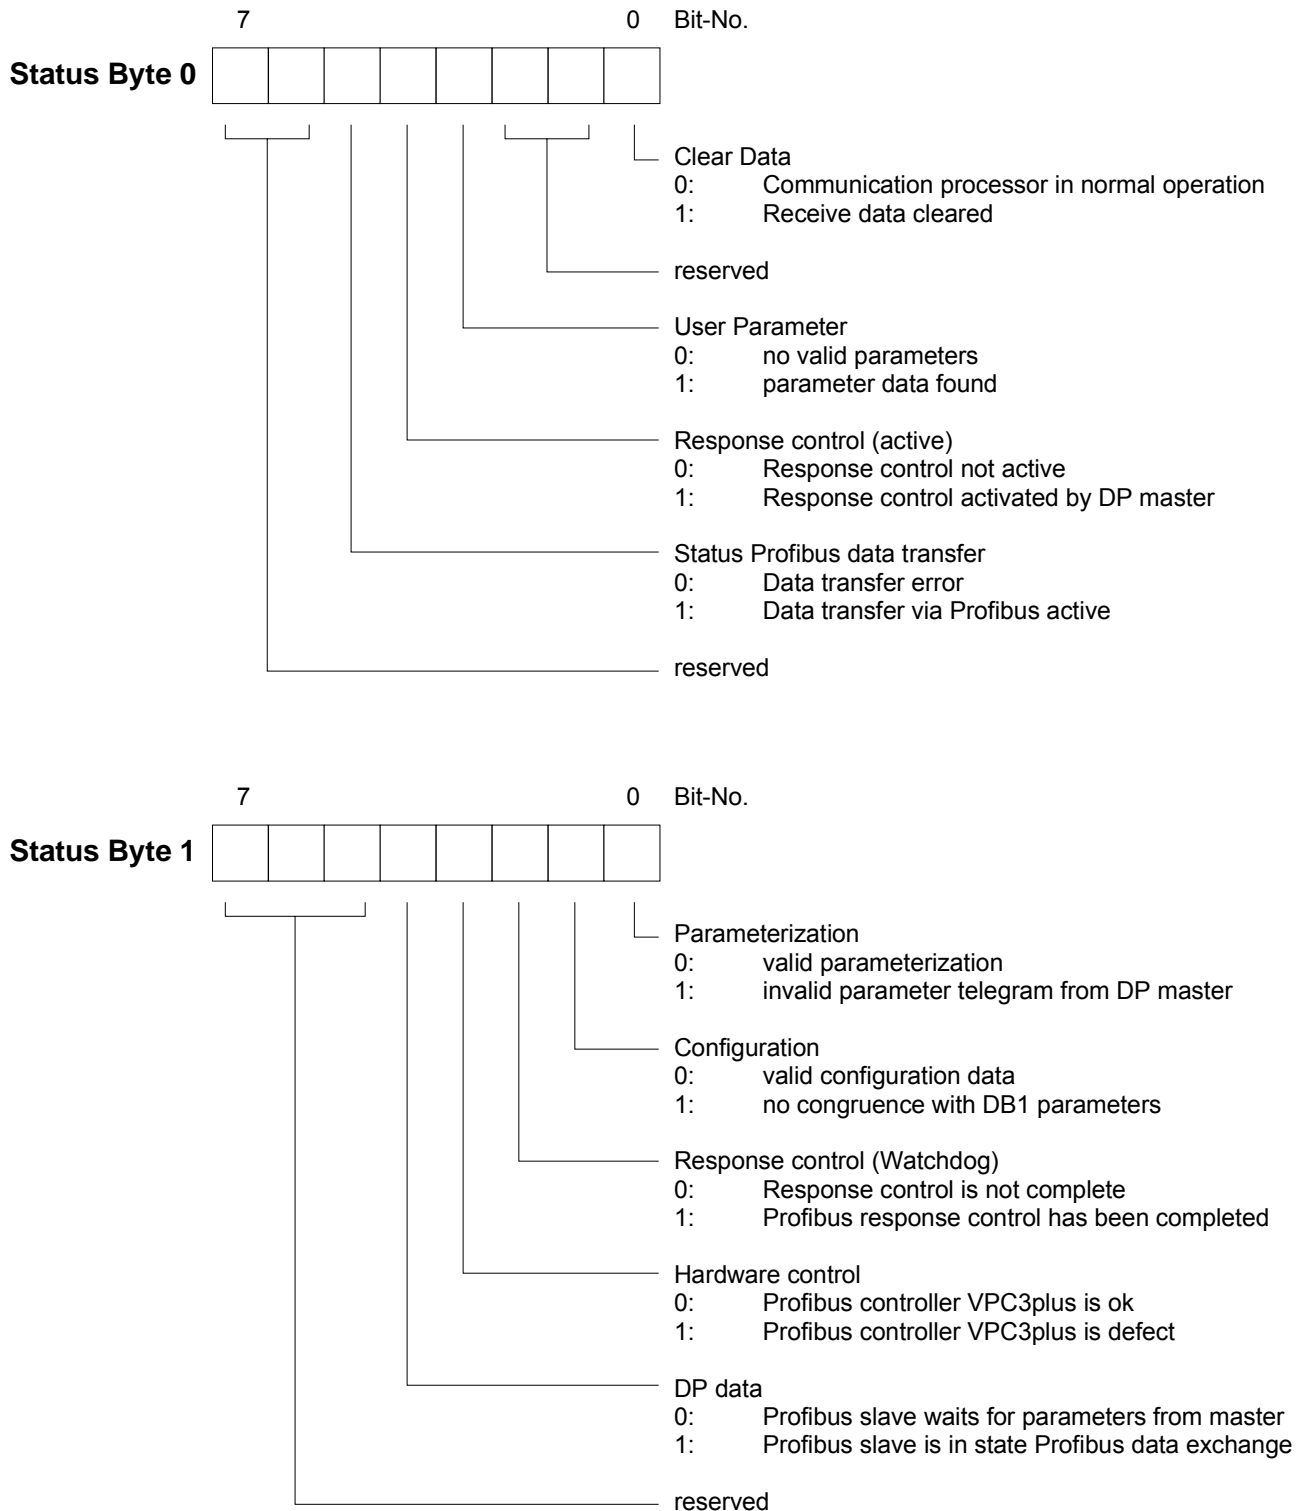 7 0 Bit-No.
Status Byte 0
Clear Data
0: Communication processor in normal operation
1: Receive data cleared
reserved
User Parameter
0: no valid parameters
1: parameter data found
Response control (active)
0: Response control not active
1: Response control activated by DP master
Status Profibus data transfer
0: Data transfer error
1: Data transfer via Profibus active
reserved
7 0 Bit-No.
Status Byte 1
Parameterization
0: valid parameterization
1: invalid parameter telegram from DP master
Configuration
0: valid configuration data
1: no congruence with DB1 parameters
Response control (Watchdog)
0: Response control is not complete
1: Profibus response control has been completed
Hardware control
0: Profibus controller VPC3plus is ok
1: Profibus controller VPC3plus is defect
DP data
0: Profibus slave waits for parameters from master
1: Profibus slave is in state Profibus data exchange
reserved